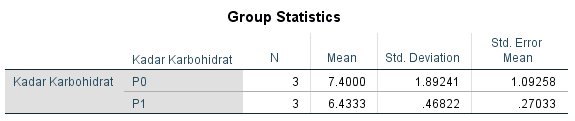 Group Statistics
Kadar Karbohidrat N Mean Std. Deviation Std. Error Mean
Kadar Karbohidrat P0 3 7.4000 1.89241 1.09258
P1 3 6.4333 .46822 .27033